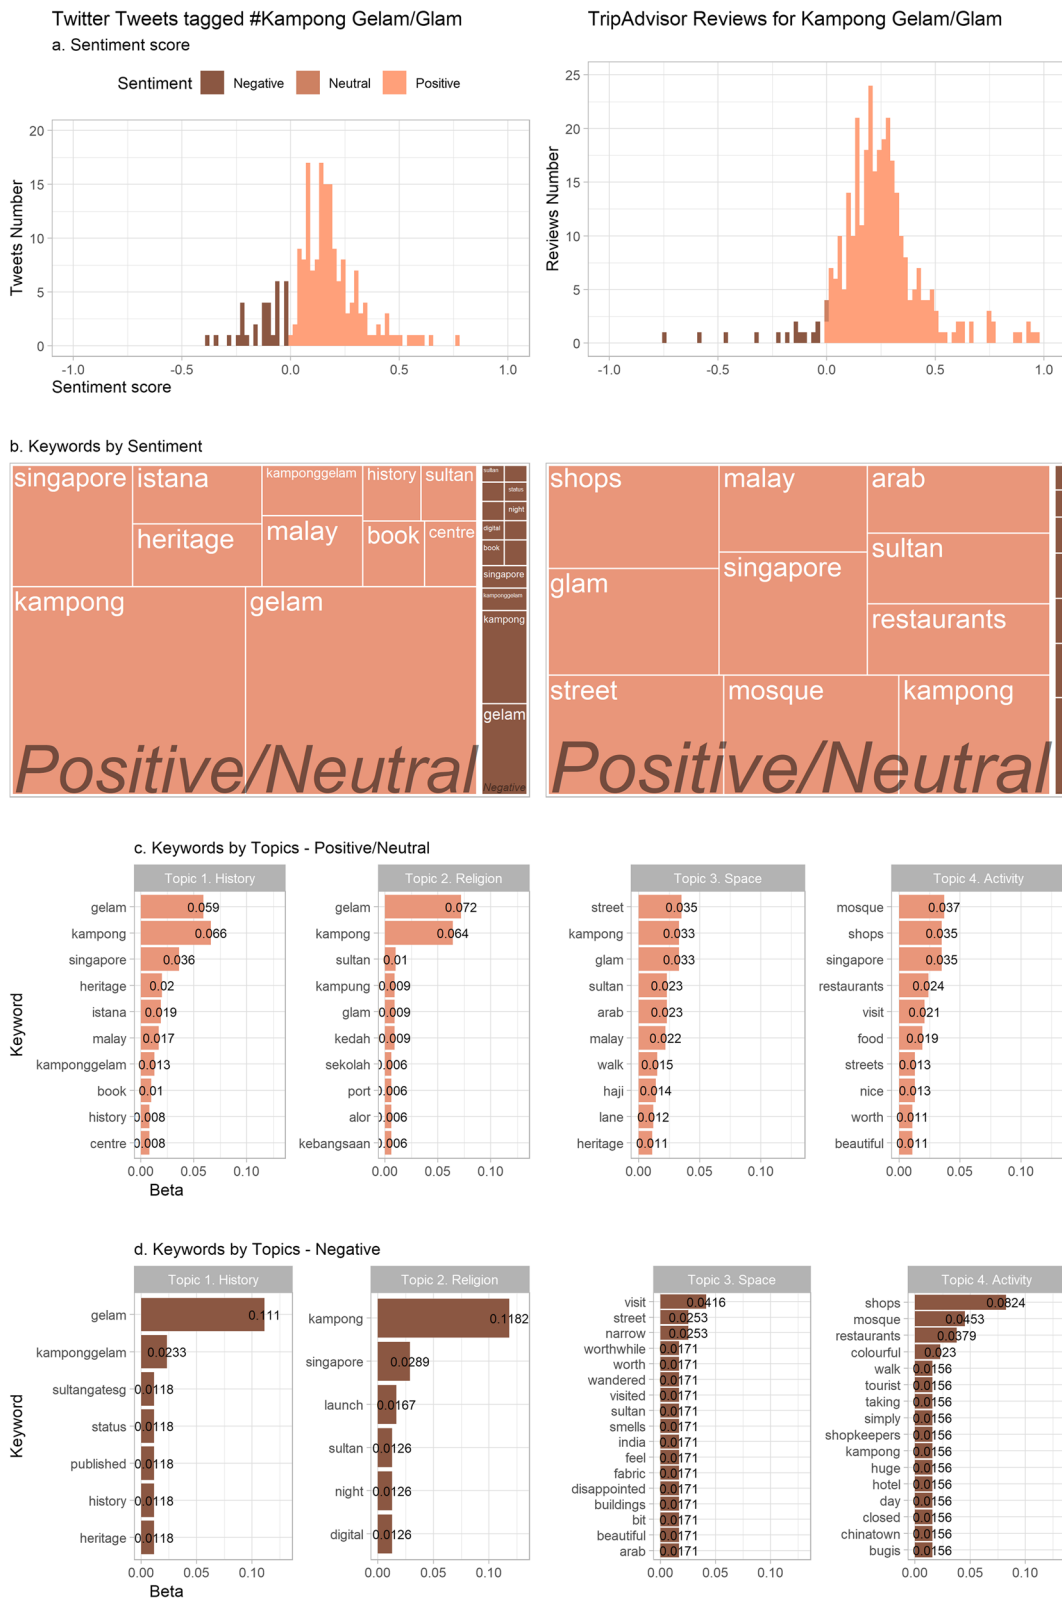 Twitter Tweets tagged #Kampong Gelam/Glam
TripAdvisor Reviews for Kampong Gelam/Glam
a. Sentiment score
Sentiment Negative Neutral Positive
Tweets Number
20
15
10
5
0
-1.0 -0.5 0.0 0.5 1.0
Sentiment score
Reviews Number
25
20
15
10
5
0
-1.0 -0.5 0.0 0.5 1.0
b. Keywords by Sentiment
singapore istana kamponggelam history sultan
heritage malay book centre
kampong gelam
Positive/Neutral
sultan
status
night
digital
book
singapore
kamponggelam
kampong
gelam
Negative
shops malay arab
sultan
glam singapore
restaurants
street mosque kampong
Positive/Neutral
c. Keywords by Topics - Positive/Neutral
Keyword
Topic 1. History
gelam 0.059
kampong 0.066
singapore 0.036
heritage 0.02
istana 0.019
malay 0.017
kamponggelam 0.013
book 0.01
history 0.008
centre 0.008
0.00 0.05 0.10
Beta
Topic 2. Religion
gelam 0.072
kampong 0.064
sultan 0.01
kampung 0.009
glam 0.009
kedah 0.009
sekolah 0.006
port 0.006
alor 0.006
kebangsaan 0.006
0.00 0.05 0.10
Topic 3. Space
street 0.035
kampong 0.033
glam 0.033
sultan 0.023
arab 0.023
malay 0.022
walk 0.015
haji 0.014
lane 0.012
heritage 0.011
0.00 0.05 0.10
Topic 4. Activity
mosque 0.037
shops 0.035
singapore 0.035
restaurants 0.024
visit 0.021
food 0.019
streets 0.013
nice 0.013
worth 0.011
beautiful 0.011
0.00 0.05 0.10
d. Keywords by Topics - Negative
Keyword
Topic 1. History
gelam 0.111
kamponggelam 0.0233
sultangatesg 0.0118
status 0.0118
published 0.0118
history 0.0118
heritage 0.0118
0.00 0.05 0.10
Beta
Topic 2. Religion
kampong 0.1182
singapore 0.0289
launch 0.0167
sultan 0.0126
night 0.0126
digital 0.0126
0.00 0.05 0.10
Topic 3. Space
visit 0.0416
street 0.0253
narrow 0.0253
worthwhile 0.0171
worth 0.0171
wandered 0.0171
visited 0.0171
sultan 0.0171
smells 0.0171
india 0.0171
feel 0.0171
fabric 0.0171
disappointed 0.0171
buildings 0.0171
bit 0.0171
beautiful 0.0171
arab 0.0171
0.00 0.05 0.10
Topic 4. Activity
shops 0.0824
mosque 0.0453
restaurants 0.0379
colourful 0.023
walk 0.0156
tourist 0.0156
taking 0.0156
simply 0.0156
shopkeepers 0.0156
kampong 0.0156
huge 0.0156
hotel 0.0156
day 0.0156
closed 0.0156
chinatown 0.0156
bugis 0.0156
0.00 0.05 0.10